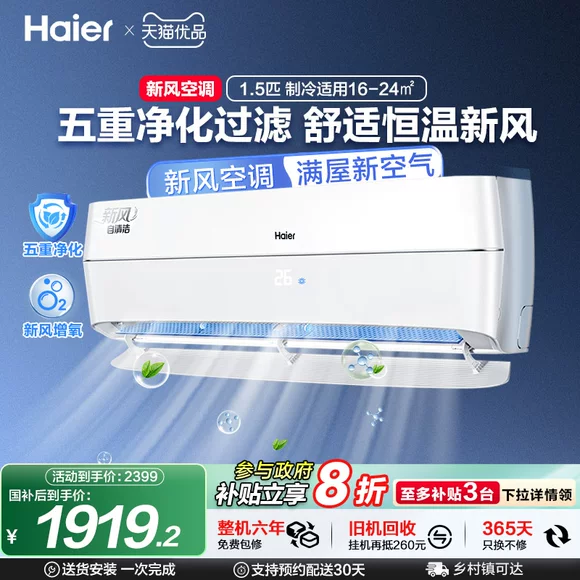 Haier × 天猫优品
新风空调 1.5匹 制冷适用16-24㎡
五重净化过滤 舒适恒温新风
新风空调 满屋新空气
新风
自清洁
Haier
26
五重净化
O2
新风增氧
活动到手价:2399
国补后到手价:
¥1919.2
参与政府
补贴立享
8折
至多补贴3台 下拉详情领
整机六年
免费包修
旧机回收
挂机再抵260元
365天
只换不修
送货安装 一次完成
支持预约配送30天
乡村镇可达